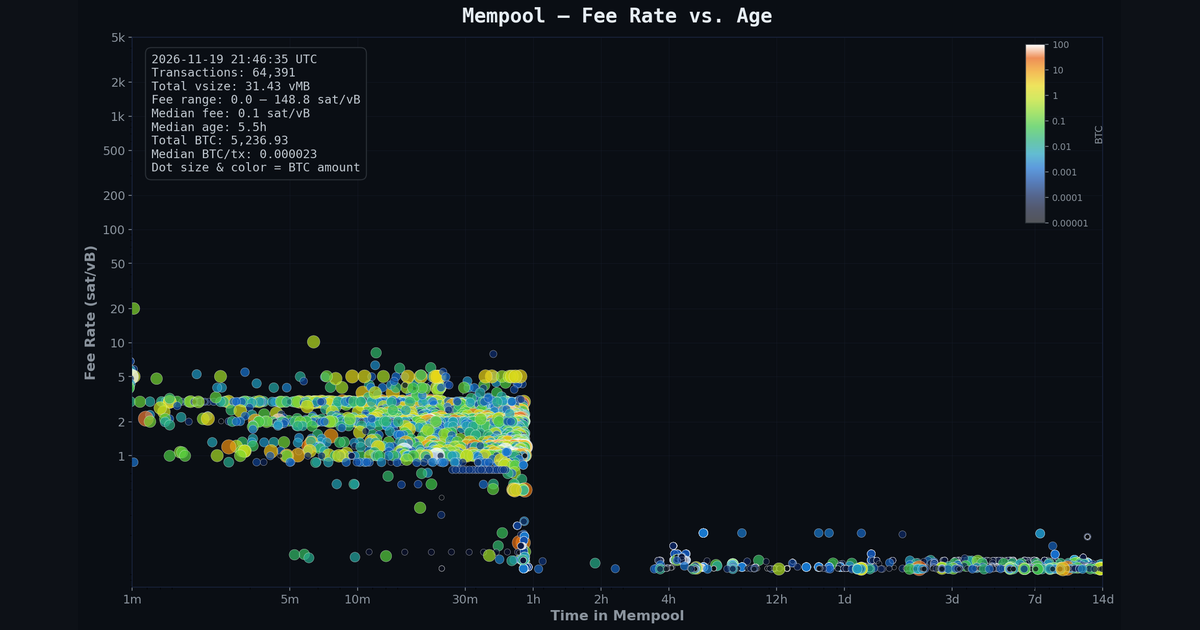 Mempool — Fee Rate vs. Age
2026-11-19 21:46:35 UTC
Transactions: 64,391
Total vsize: 31.43 vMB
Fee range: 0.0 – 148.8 sat/vB
Median fee: 0.1 sat/vB
Median age: 5.5h
Total BTC: 5,236.93
Median BTC/tx: 0.000023
Dot size & color = BTC amount
100
10
1
0.1
0.01
0.001
0.0001
0.00001
BTC
Fee Rate (sat/vB)
5k
2k
1k
500
200
100
50
20
10
5
2
1
1m
5m
10m
30m
1h
2h
4h
12h
1d
3d
7d
14d
Time in Mempool